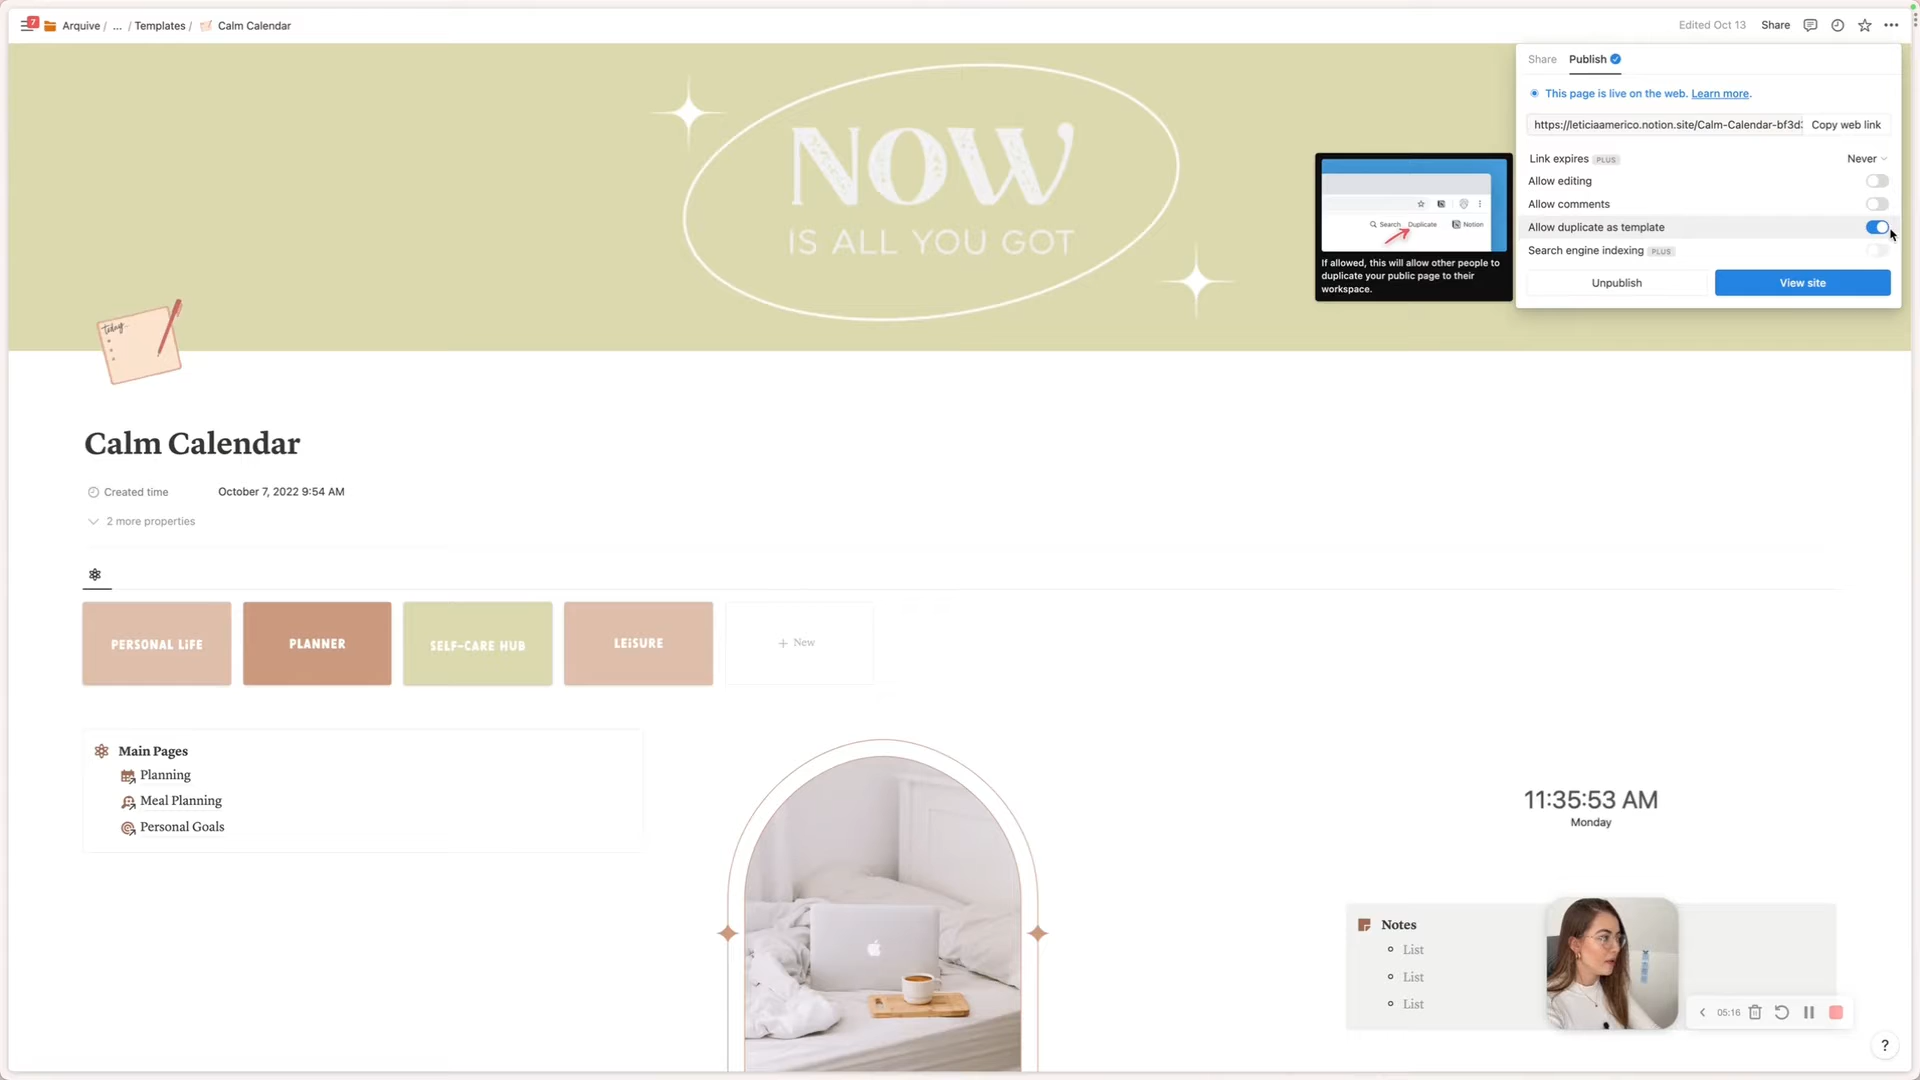 7 Arquive / ... / Templates / Calm Calendar
Edited Oct 13 Share
Share Publish
This page is live on the web. Learn more.
https://leticiaamerico.notion.site/Calm-Calendar-bf3d Copy web link
Link expires PLUS Never
Allow editing
Allow comments
Allow duplicate as template
Search engine indexing PLUS
Unpublish View site
Search Duplicate Notion
If allowed, this will allow other people to
duplicate your public page to their
workspace.
NOW
IS ALL YOU GOT
today..
Calm Calendar
Created time October 7, 2022 9:54 AM
2 more properties
PERSONAL LiFE PLANNER SELF-CARE HUB LEiSURE + New
Main Pages
Planning
Meal Planning
Personal Goals
11:35:53 AM
Monday
Notes
List
List
List
05:16
?